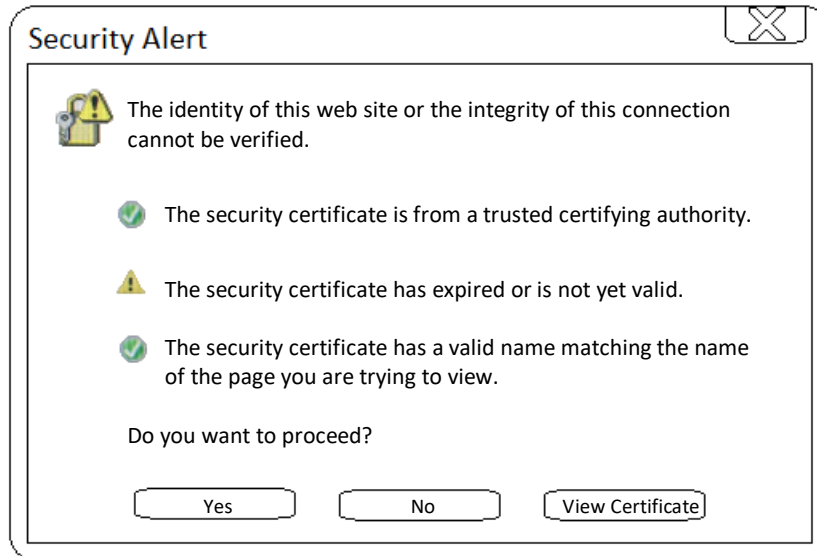 Security Alert
The identity of this web site or the integrity of this connection
cannot be verified.
The security certificate is from a trusted certifying authority.
The security certificate has expired or is not yet valid.
The security certificate has a valid name matching the name
of the page you are trying to view.
Do you want to proceed?
Yes
No
View Certificate